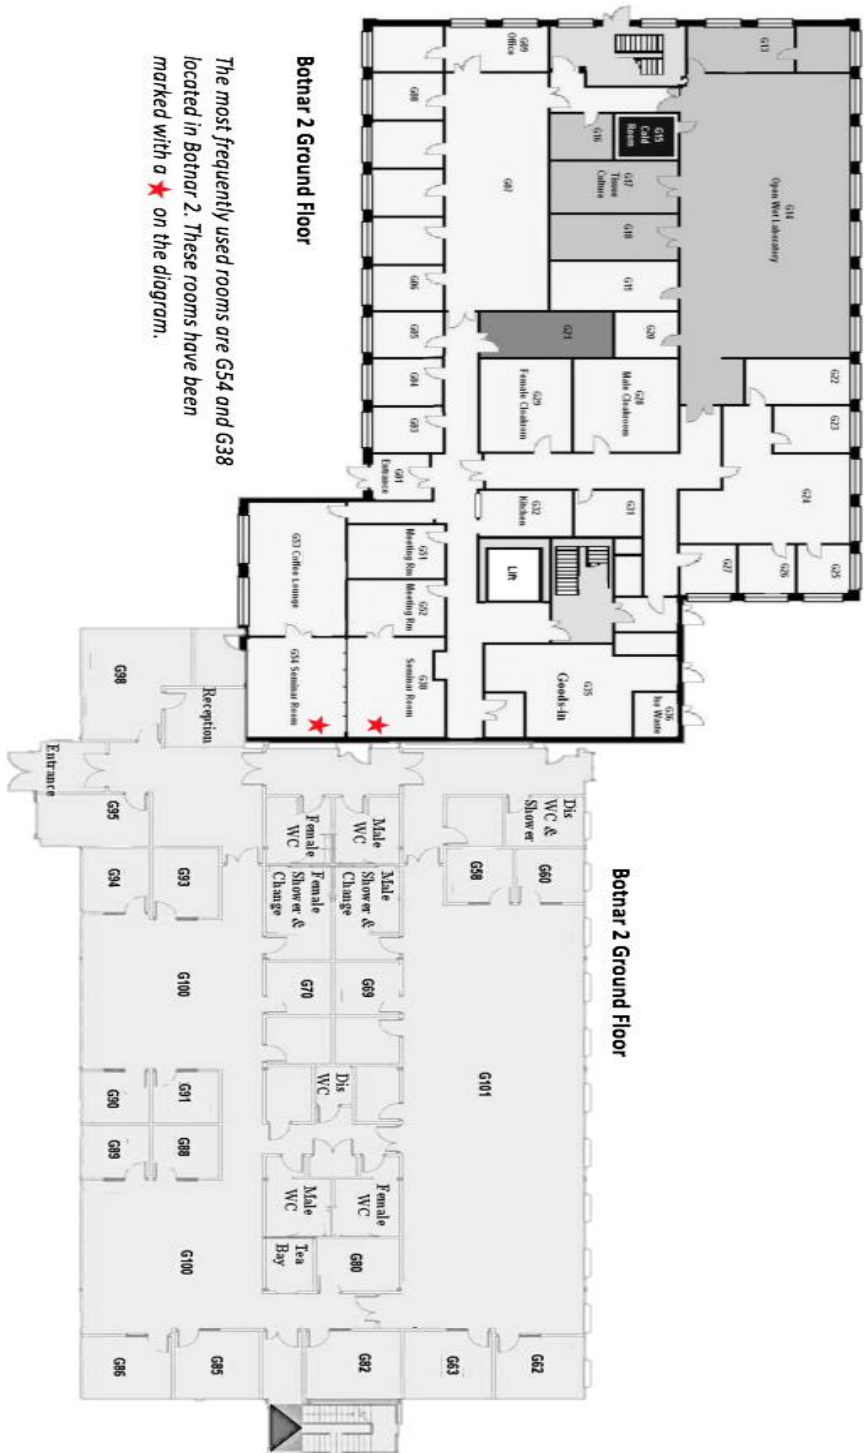 Botnar 2 Ground Floor
The most frequently used rooms are G54 and G38
located in Botnar 2. These rooms have been
marked with a ★ on the diagram.
G13
G14
Open Wet Laboratory
G09
Office
G08
G07
G15
Cold
Room
G16
G17
Tissue
Culture
G18
G19
G20
G21
G22
G23
G24
G25
G26
G27
G06
G05
G04
G03
G01
Entrance
G28
Male Cloakroom
G29
Female Cloakroom
G31
G32
Kitchen
Lift
G51
Meeting Rm
G52
Meeting Rm
G53 Coffee Lounge
G54 Seminar Room
G38
Seminar Room
G35
Goods-in
G36
Iso Waste
Botnar 2 Ground Floor
G98
Reception
Entrance
G95
G94
G93
Female
WC
Male
WC
Dis
WC &
Shower
G58
G60
Male
Shower &
Change
Female
Shower &
Change
G69
G70
G100
G101
Dis
WC
G91
G90
G88
G89
Female
WC
Male
WC
Tea
Bay
G80
G100
G62
G63
G82
G85
G86